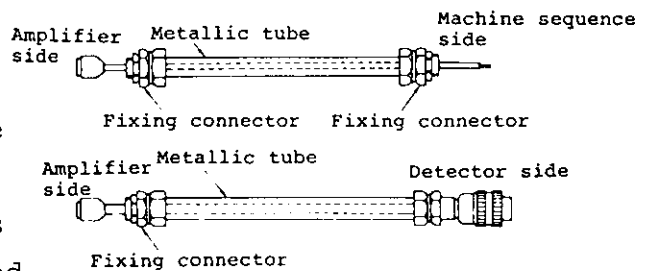 Amplifier side
Metallic tube
Machine sequence side
Fixing connector
Fixing connector
Amplifier side
Metallic tube
Detector side
Fixing connector